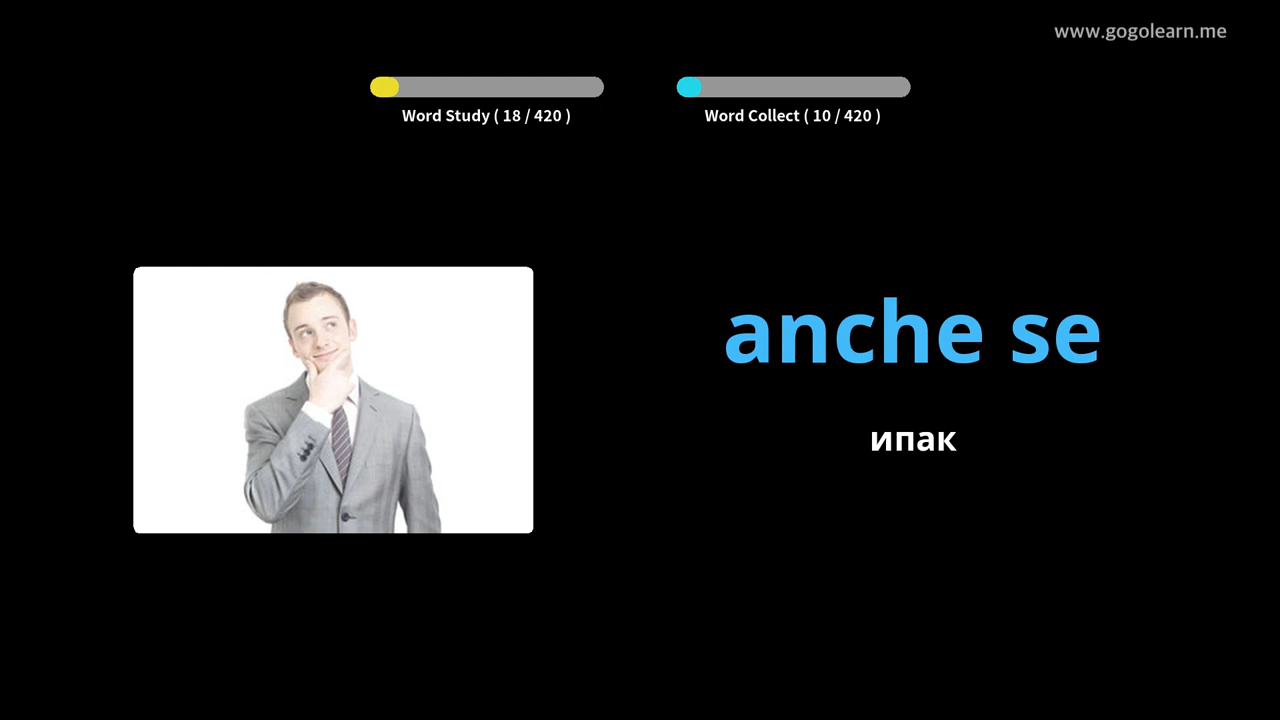 www.gogolearn.me
Word Study ( 18 / 420 )
Word Collect ( 10 / 420 )
anche se
ипак